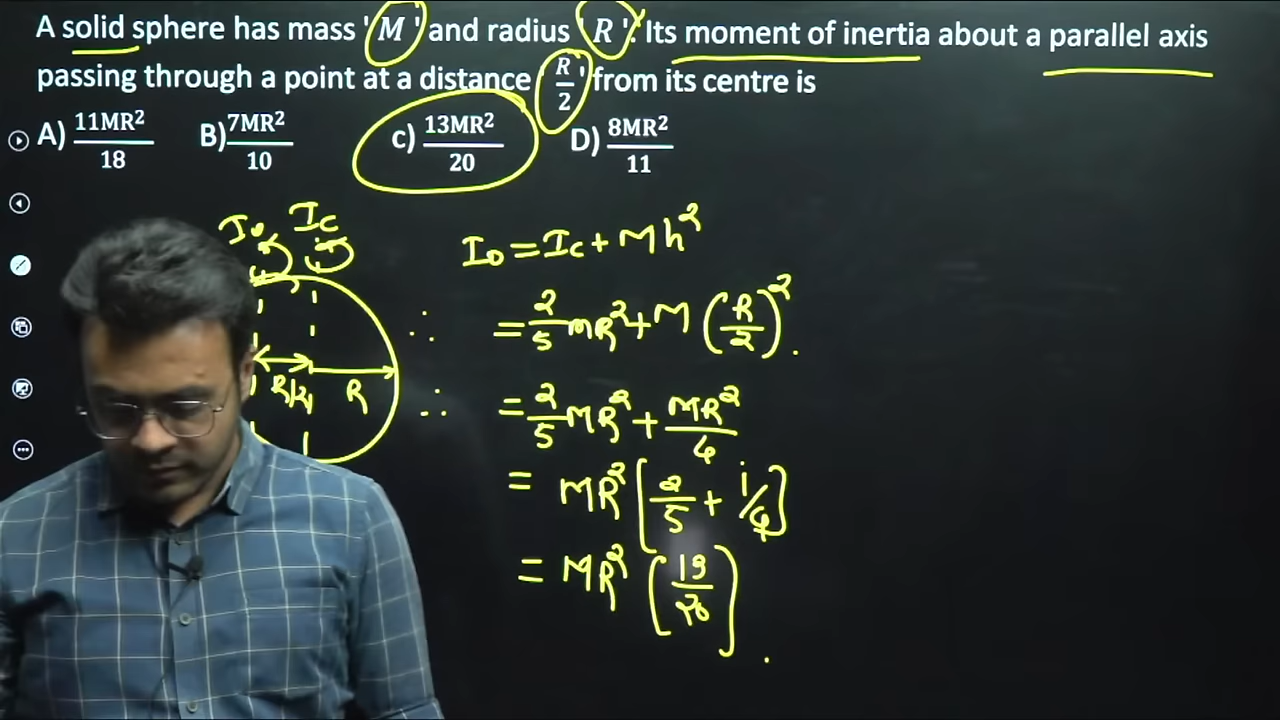 A solid sphere has mass 'M' and radius 'R'. Its moment of inertia about a parallel axis
passing through a point at a distance 'R/2' from its centre is
A) 11MR²/18 B) 7MR²/10 c) 13MR²/20 D) 8MR²/11
I₀ Ic
I₀ = Ic + Mh²
∴ = 2/5 MR² + M (R/2)².
R/2 R
∴ = 2/5 MR² + MR²/4
= MR² [2/5 + 1/4]
= MR² [13/20].